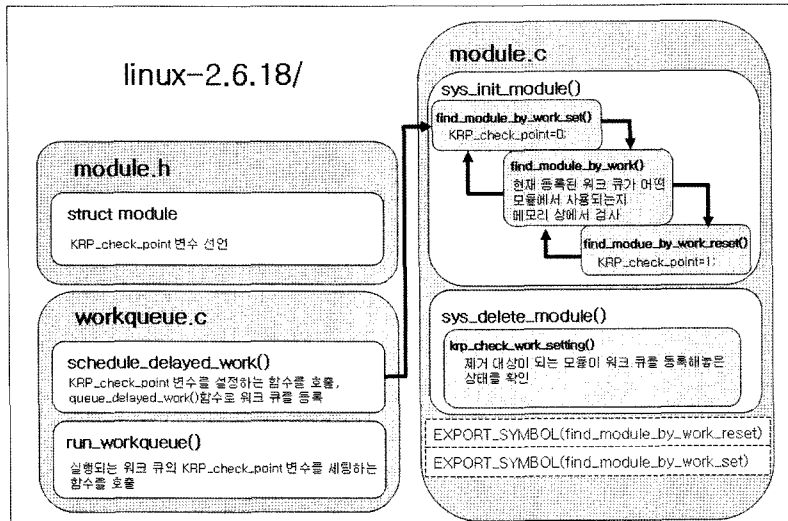 linux-2.6.18/
module.h
struct module
KRP_check_point 변수 선언
workqueue.c
schedule_delayed_work()
KRP_check_point 변수를 설정하는 함수를 호출,
queue_delayed_work()함수로 워크 큐를 등록
run_workqueue()
실행되는 워크 큐의 KRP_check_point 변수를 세팅하는
함수를 호출
module.c
sys_init_module()
find_module_by_work_set()
KRP_check_point=0;
find_module_by_work()
현재 등록된 워크 큐가 어떤
모듈에서 사용되는지
메모리 상에서 검사
find_modue_by_work_reset()
KRP_check_point=1;
sys_delete_module()
krp_check_work_setting()
제거 대상이 되는 모듈이 워크 큐를 등록해놓은
상태를 확인
EXPORT_SYMBOL(find_module_by_work_reset)
EXPORT_SYMBOL(find_module_by_work_set)